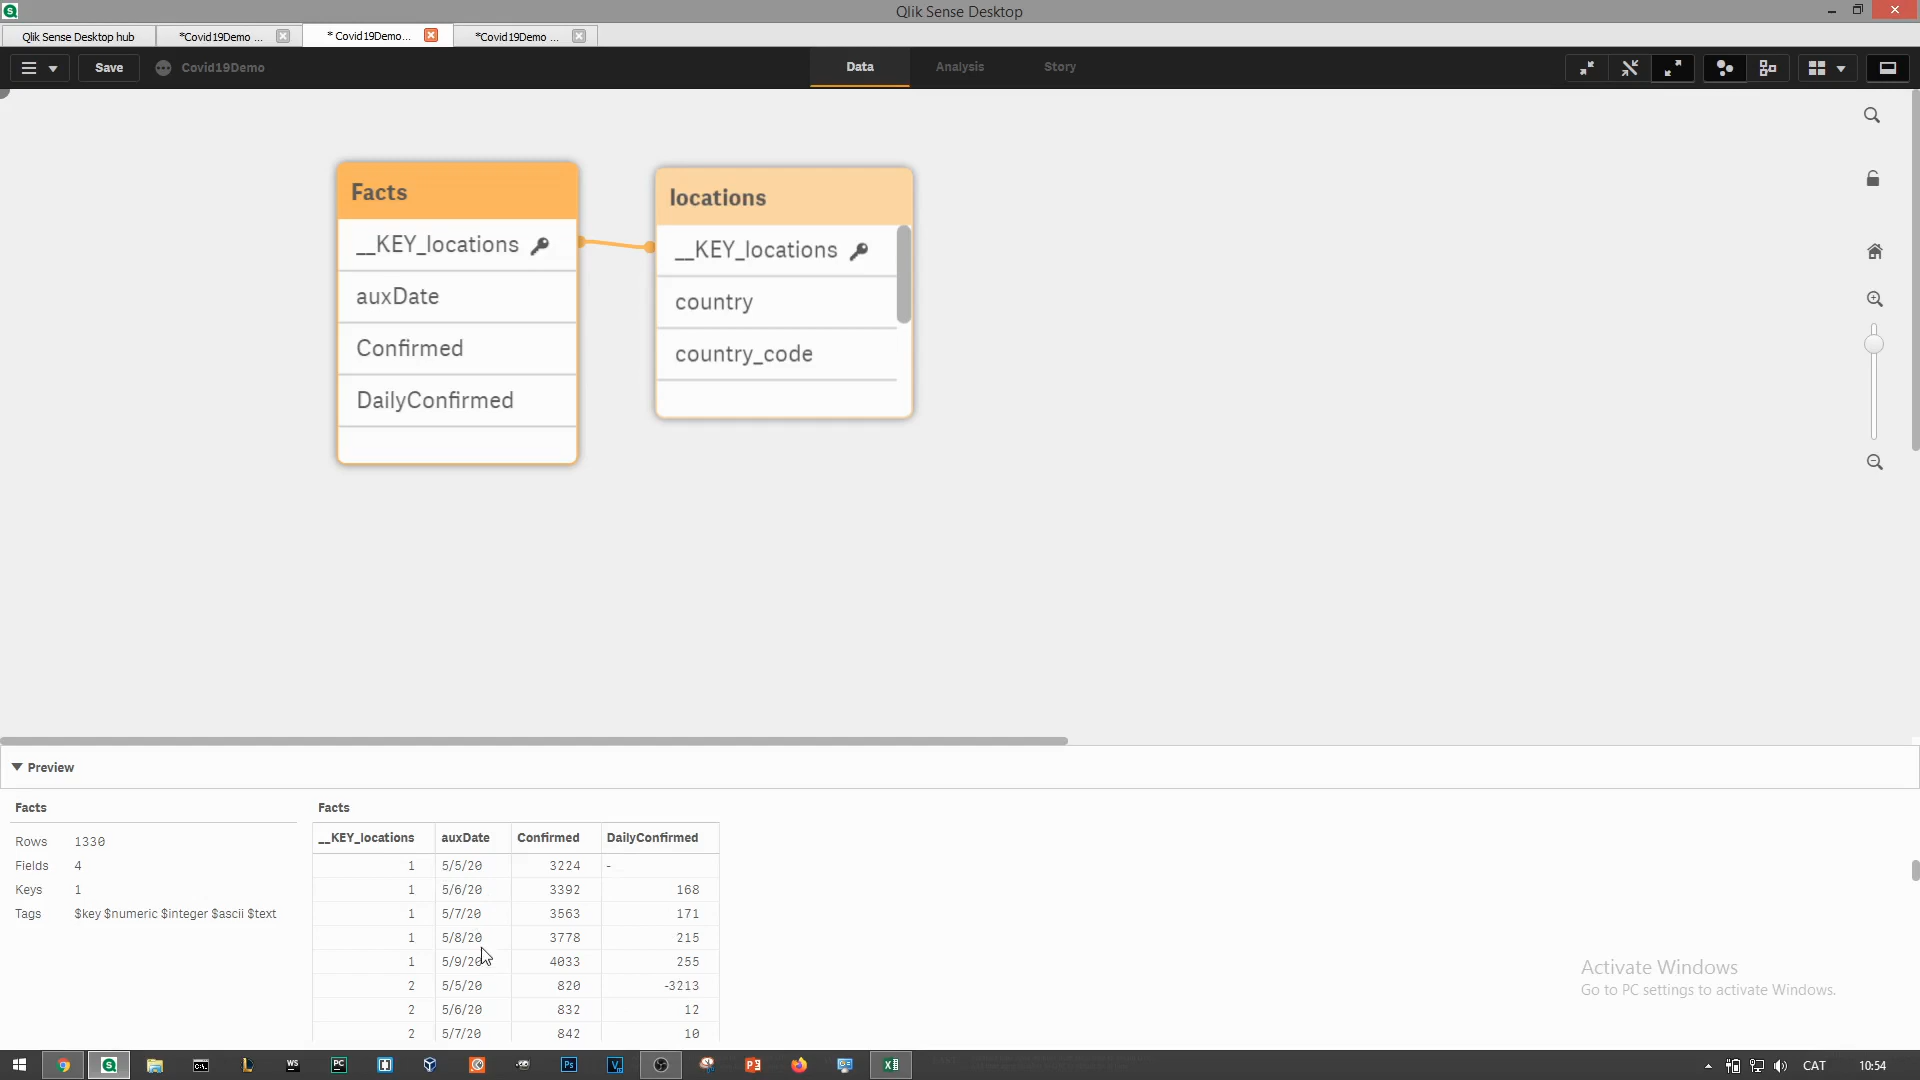 Qlik Sense Desktop
Qlik Sense Desktop hub
*Covid19Demo ...
* Covid19Demo...
*Covid19Demo ...
Save
Covid19Demo
Data
Analysis
Story
Facts
__KEY_locations
auxDate
Confirmed
DailyConfirmed
locations
__KEY_locations
country
country_code
Preview
Facts
Rows 1330
Fields 4
Keys 1
Tags $key $numeric $integer $ascii $text
Facts
__KEY_locations auxDate Confirmed DailyConfirmed
1 5/5/20 3224 -
1 5/6/20 3392 168
1 5/7/20 3563 171
1 5/8/20 3778 215
1 5/9/20 4033 255
2 5/5/20 820 -3213
2 5/6/20 832 12
2 5/7/20 842 10
Activate Windows
Go to PC settings to activate Windows.
CAT 10:54